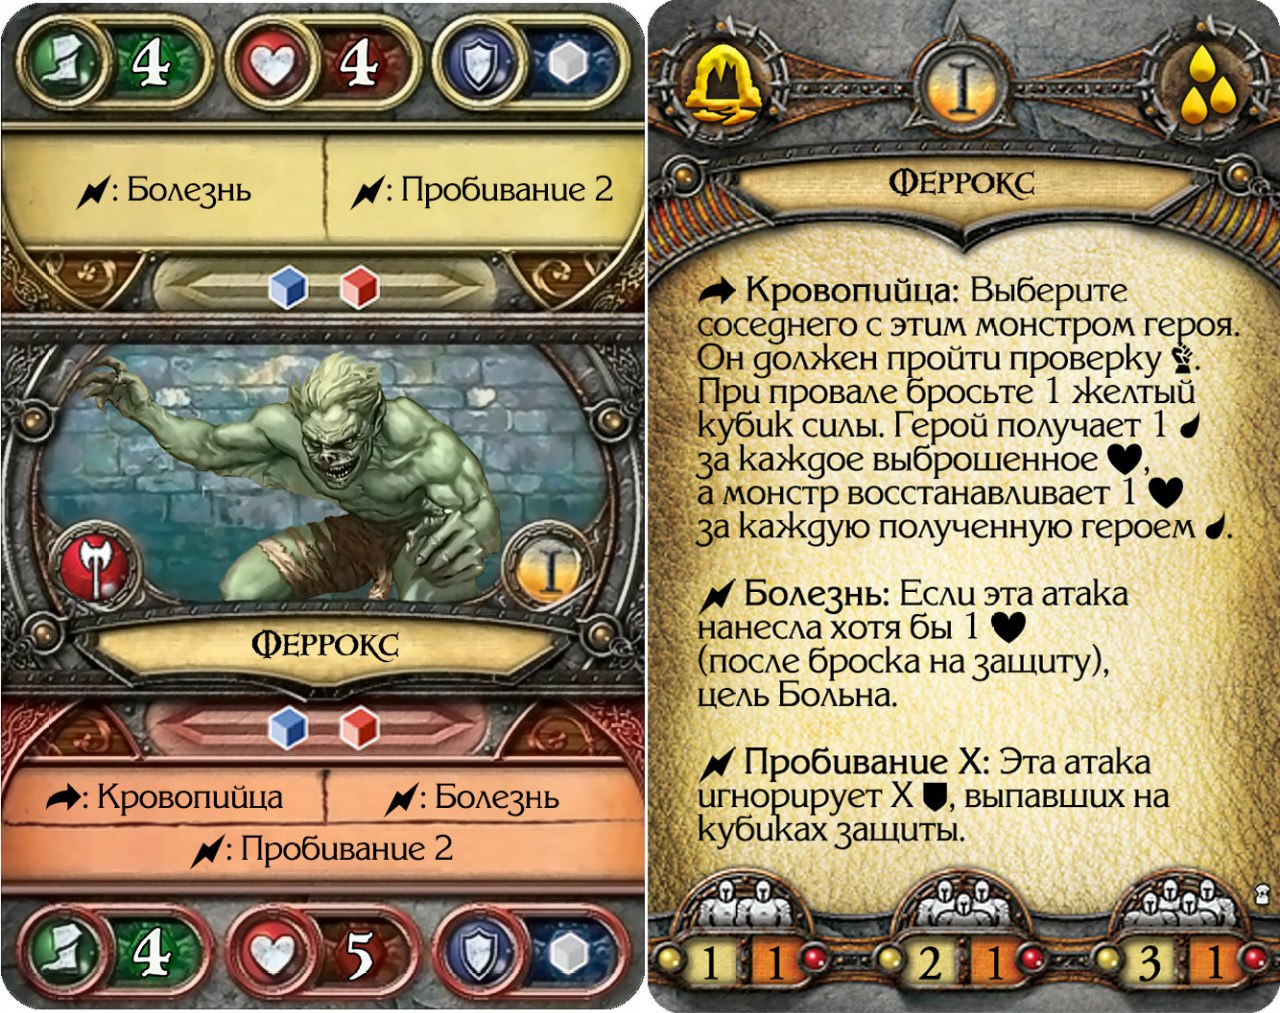 4 4
: Болезнь : Пробивание 2
I
Феррокс
: Кровопийца : Болезнь
: Пробивание 2
4 5
I
Феррокс
Кровопийца: Выберите
соседнего с этим монстром героя.
Он должен пройти проверку .
При провале бросьте 1 желтый
кубик силы. Герой получает 1
за каждое выброшенное ,
а монстр восстанавливает 1
за каждую полученную героем .
Болезнь: Если эта атака
нанесла хотя бы 1
(после броска на защиту),
цель Больна.
Пробивание X: Эта атака
игнорирует X , выпавших на
кубиках защиты.
1 1 2 1 3 1